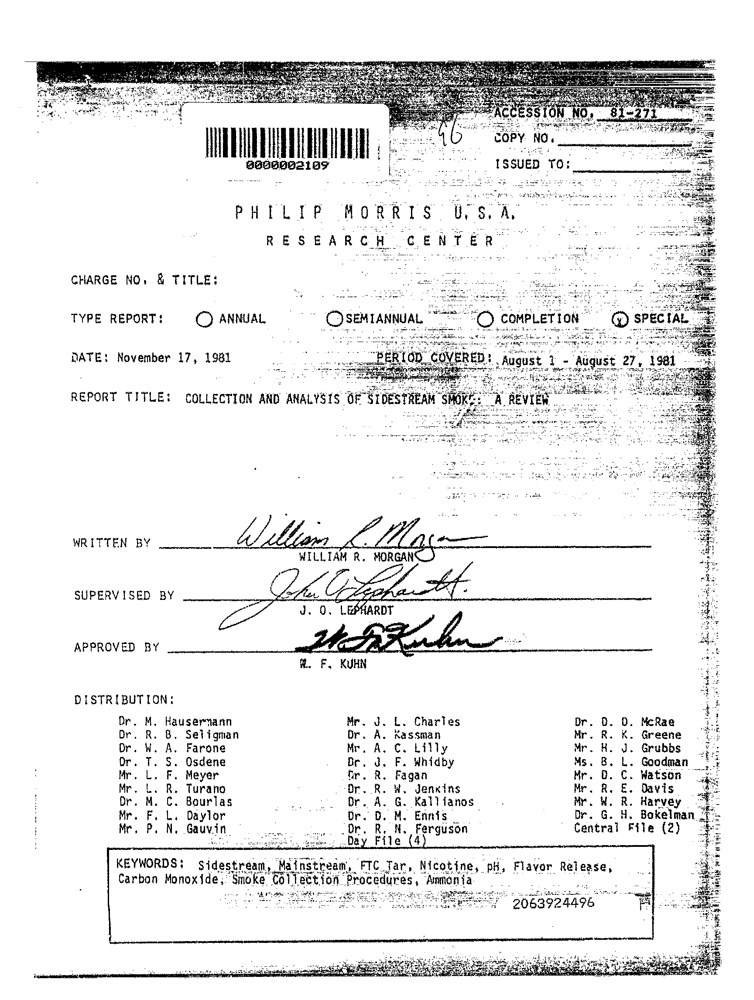 ACCESSION NO. 81-271
96
COPY NO.
0000002109
ISSUED TO:
PHILIP MORRIS U.S.A.
RESEARCH CENTER
CHARGE NO. & TITLE:
TYPE REPORT: ANNUAL SEMIANNUAL COMPLETION SPECIAL
DATE: November 17, 1981 PERIOD COVERED: August 1 - August 27, 1981
REPORT TITLE: COLLECTION AND ANALYSIS OF SIDESTREAM SMOKE: A REVIEW
WRITTEN BY William R. Morgan
WILLIAM R. MORGAN
SUPERVISED BY John O Lephardt.
J. O. LEPHARDT
APPROVED BY W F Kuhn
W. F. KUHN
DISTRIBUTION:
Dr. M. Hausermann Mr. J. L. Charles Dr. D. O. McRae
Dr. R. B. Seligman Dr. A. Kassman Mr. R. K. Greene
Dr. W. A. Farone Mr. A. C. Lilly Mr. H. J. Grubbs
Dr. T. S. Osdene Dr. J. F. Whidby Ms. B. L. Goodman
Mr. L. F. Meyer Dr. R. Fagan Mr. D. C. Watson
Mr. L. R. Turano Dr. R. W. Jenkins Mr. R. E. Davis
Dr. M. C. Bourlas Dr. A. G. Kallianos Mr. W. R. Harvey
Mr. F. L. Daylor Dr. D. M. Ennis Dr. G. H. Bokelman
Mr. P. N. Gauvin Dr. R. N. Ferguson Central File (2)
Day File (4)
KEYWORDS: Sidestream, Mainstream, FTC Tar, Nicotine, pH, Flavor Release,
Carbon Monoxide, Smoke Collection Procedures, Ammonia
2063924496